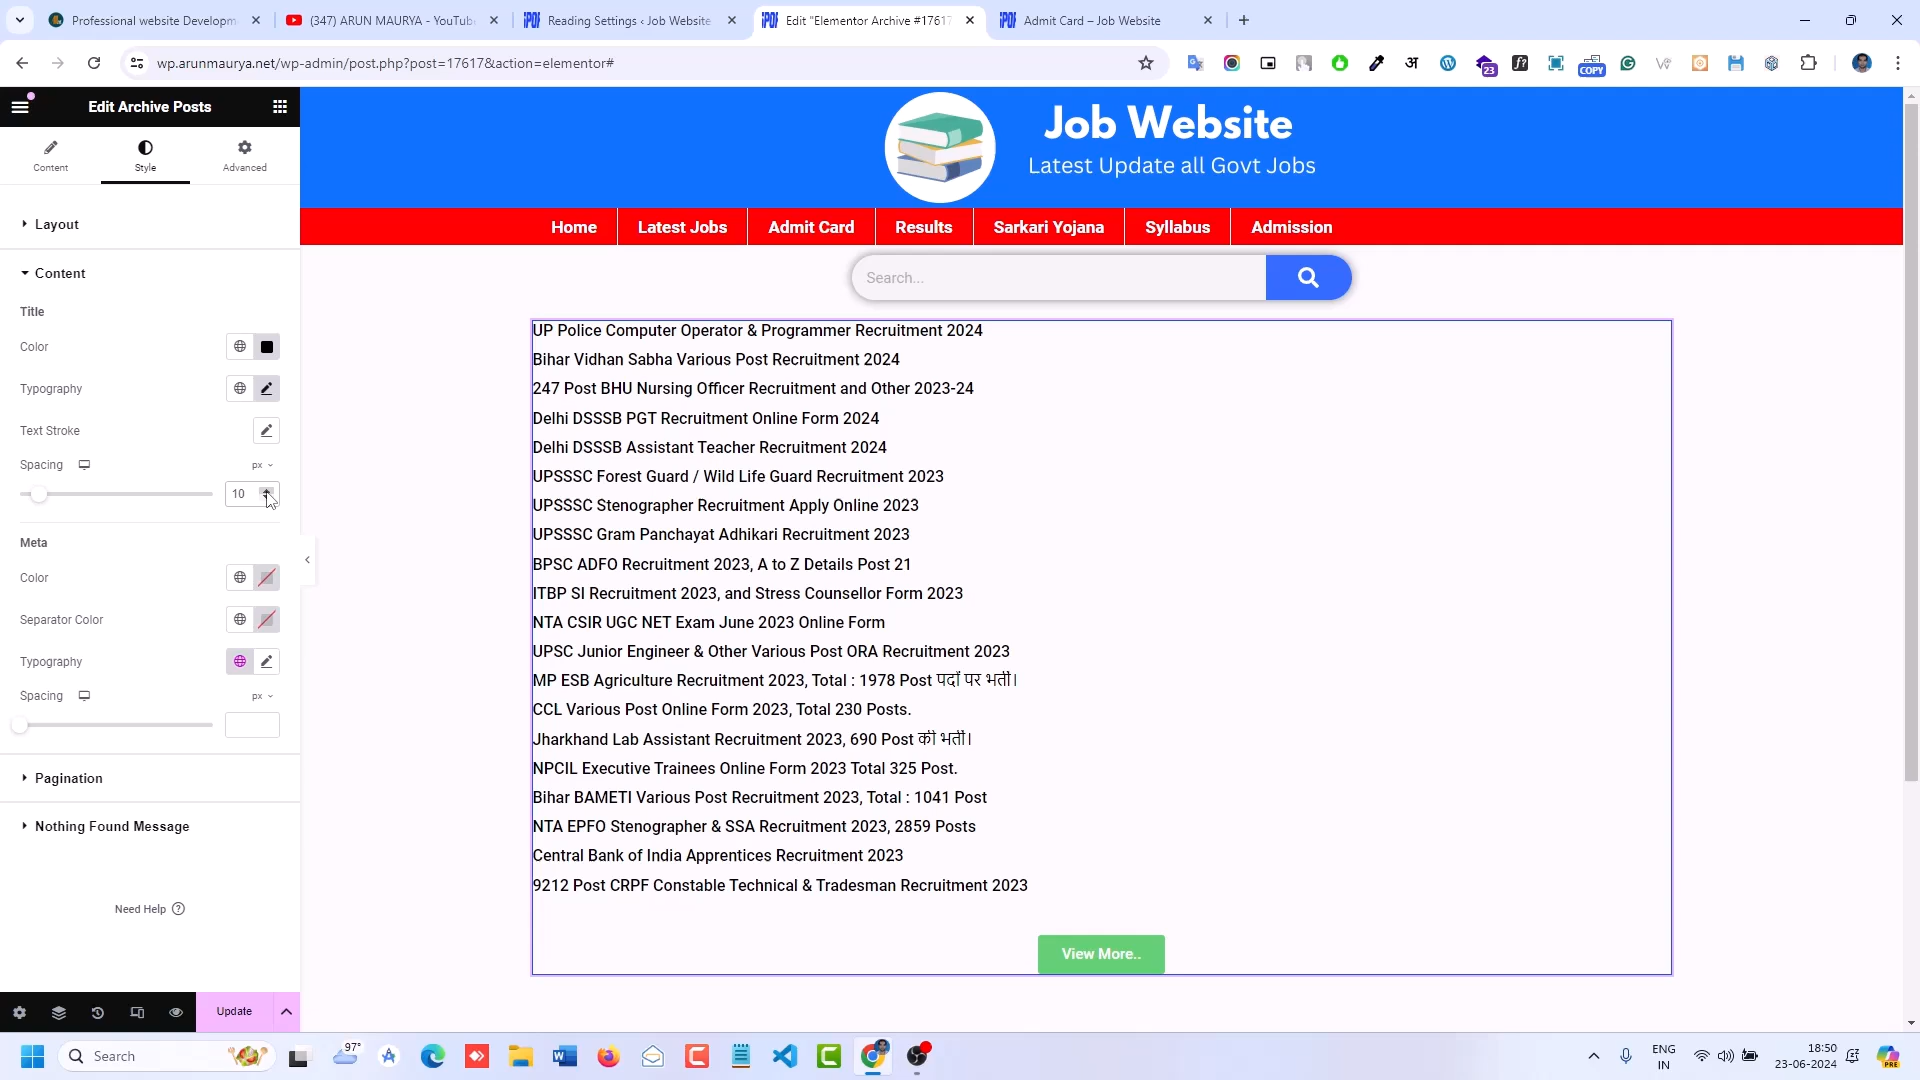 Professional website Developm
(347) ARUN MAURYA - YouTube
Reading Settings ‹ Job Website
Edit "Elementor Archive #17617
Admit Card – Job Website
wp.arunmaurya.net/wp-admin/post.php?post=17617&action=elementor#
23
COPY
Edit Archive Posts
Content
Style
Advanced
Layout
Content
Title
Color
Typography
Text Stroke
Spacing
px
10
Meta
Color
Separator Color
Typography
Spacing
px
Pagination
Nothing Found Message
Need Help
Update
Job Website
Latest Update all Govt Jobs
Home
Latest Jobs
Admit Card
Results
Sarkari Yojana
Syllabus
Admission
Search...
UP Police Computer Operator & Programmer Recruitment 2024
Bihar Vidhan Sabha Various Post Recruitment 2024
247 Post BHU Nursing Officer Recruitment and Other 2023-24
Delhi DSSSB PGT Recruitment Online Form 2024
Delhi DSSSB Assistant Teacher Recruitment 2024
UPSSSC Forest Guard / Wild Life Guard Recruitment 2023
UPSSSC Stenographer Recruitment Apply Online 2023
UPSSSC Gram Panchayat Adhikari Recruitment 2023
BPSC ADFO Recruitment 2023, A to Z Details Post 21
ITBP SI Recruitment 2023, and Stress Counsellor Form 2023
NTA CSIR UGC NET Exam June 2023 Online Form
UPSC Junior Engineer & Other Various Post ORA Recruitment 2023
MP ESB Agriculture Recruitment 2023, Total : 1978 Post पदों पर भर्ती।
CCL Various Post Online Form 2023, Total 230 Posts.
Jharkhand Lab Assistant Recruitment 2023, 690 Post की भर्ती।
NPCIL Executive Trainees Online Form 2023 Total 325 Post.
Bihar BAMETI Various Post Recruitment 2023, Total : 1041 Post
NTA EPFO Stenographer & SSA Recruitment 2023, 2859 Posts
Central Bank of India Apprentices Recruitment 2023
9212 Post CRPF Constable Technical & Tradesman Recruitment 2023
View More..
Search
97°
ENG
IN
18:50
23-06-2024
PRE